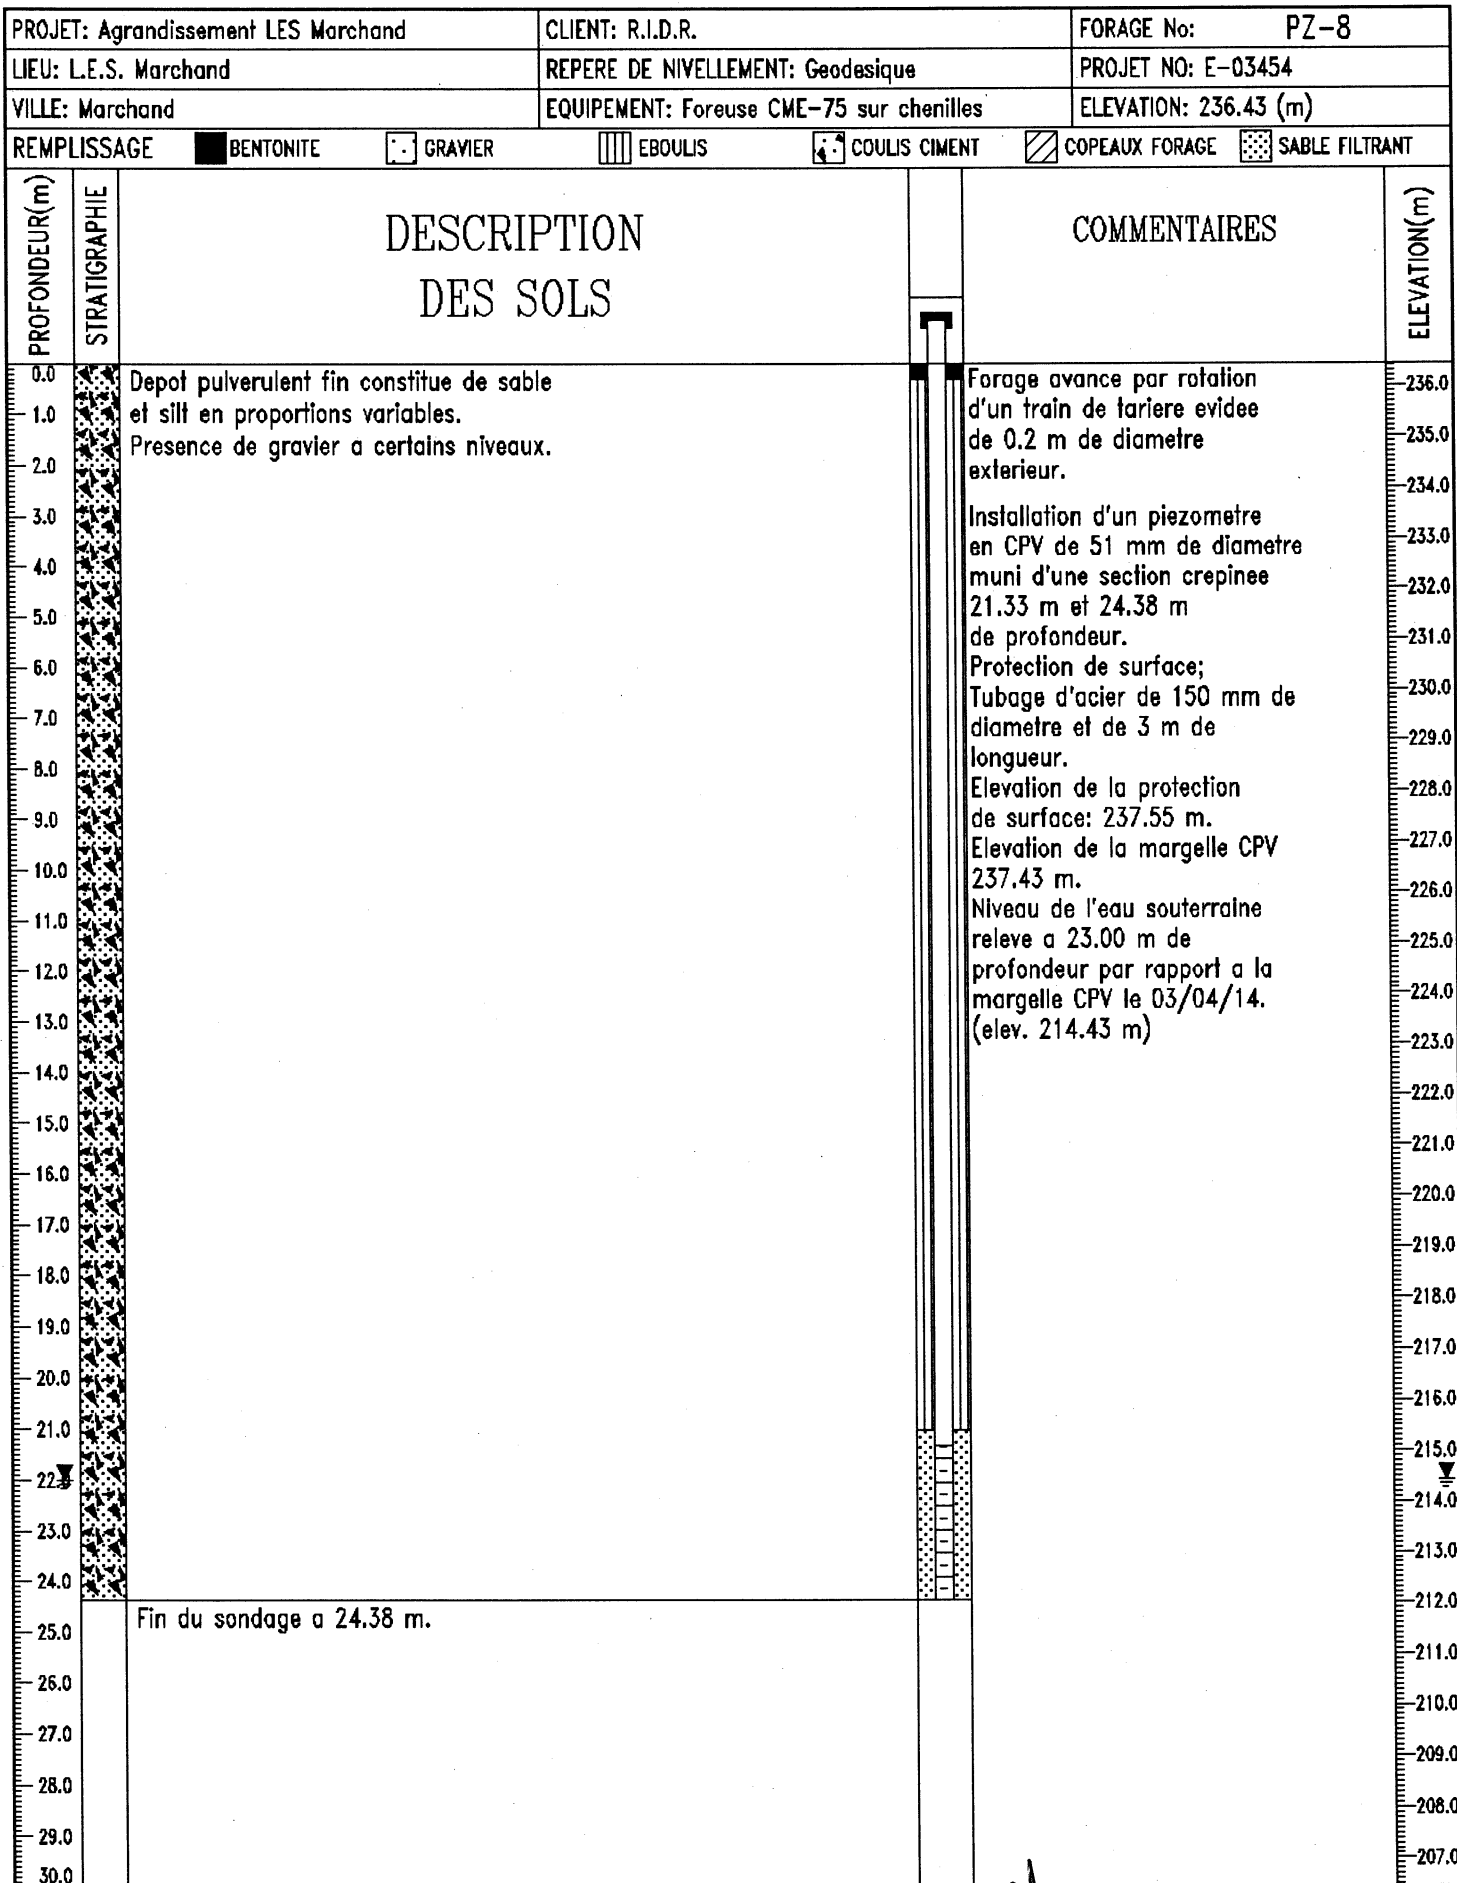 PROJET: Agrandissement LES Marchand
CLIENT: R.I.D.R.
FORAGE No: PZ-8
LIEU: L.E.S. Marchand
REPERE DE NIVELLEMENT: Geodesique
PROJET NO: E-03454
VILLE: Marchand
EQUIPEMENT: Foreuse CME-75 sur chenilles
ELEVATION: 236.43 (m)
REMPLISSAGE BENTONITE GRAVIER EBOULIS COULIS CIMENT COPEAUX FORAGE SABLE FILTRANT
PROFONDEUR(m)
STRATIGRAPHIE
DESCRIPTION
DES SOLS
COMMENTAIRES
ELEVATION(m)
0.0
1.0
2.0
3.0
4.0
5.0
6.0
7.0
8.0
9.0
10.0
11.0
12.0
13.0
14.0
15.0
16.0
17.0
18.0
19.0
20.0
21.0
22.0
23.0
24.0
25.0
26.0
27.0
28.0
29.0
30.0
Depot pulverulent fin constitue de sable
et silt en proportions variables.
Presence de gravier a certains niveaux.
Fin du sondage a 24.38 m.
Forage avance par rotation
d'un train de tariere evidee
de 0.2 m de diametre
exterieur.
Installation d'un piezometre
en CPV de 51 mm de diametre
muni d'une section crepinee
21.33 m et 24.38 m
de profondeur.
Protection de surface;
Tubage d'acier de 150 mm de
diametre et de 3 m de
longueur.
Elevation de la protection
de surface: 237.55 m.
Elevation de la margelle CPV
237.43 m.
Niveau de l'eau souterraine
releve a 23.00 m de
profondeur par rapport a la
margelle CPV le 03/04/14.
(elev. 214.43 m)
236.0
235.0
234.0
233.0
232.0
231.0
230.0
229.0
228.0
227.0
226.0
225.0
224.0
223.0
222.0
221.0
220.0
219.0
218.0
217.0
216.0
215.0
214.0
213.0
212.0
211.0
210.0
209.0
208.0
207.0